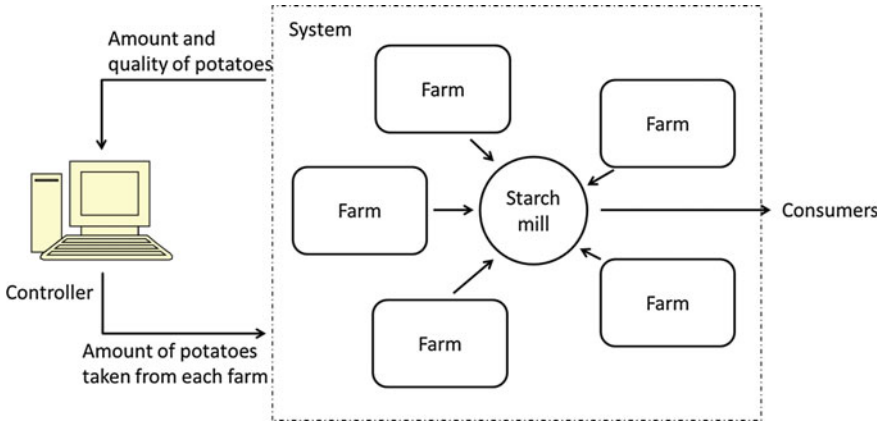 Amount and
quality of potatoes
Controller
Amount of potatoes
taken from each farm
System
Farm
Farm
Farm
Starch
mill
Farm
Farm
Consumers